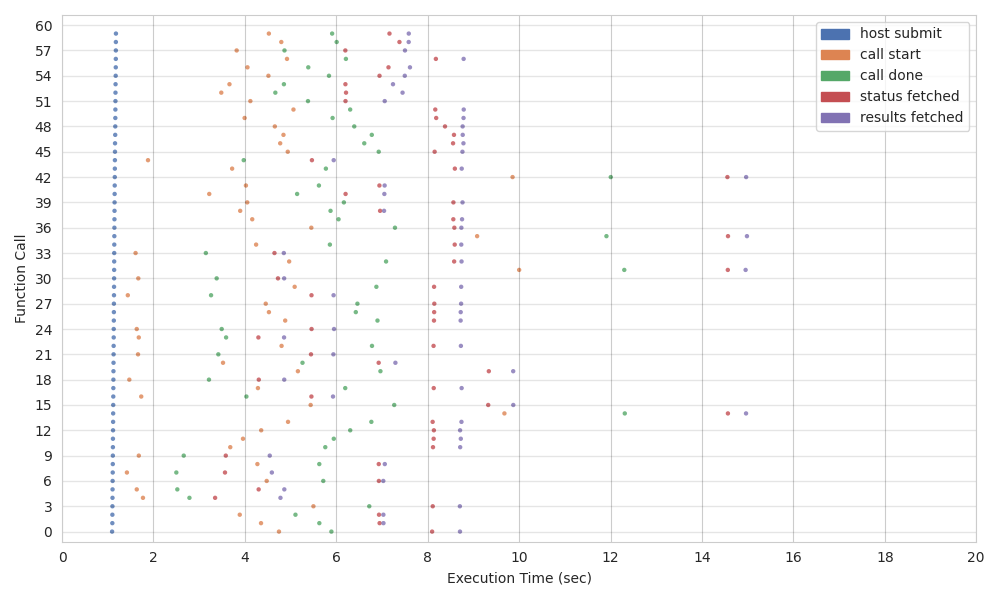 host submit
call start
call done
status fetched
results fetched
Function Call
60
57
54
51
48
45
42
39
36
33
30
27
24
21
18
15
12
9
6
3
0
0 2 4 6 8 10 12 14 16 18 20
Execution Time (sec)